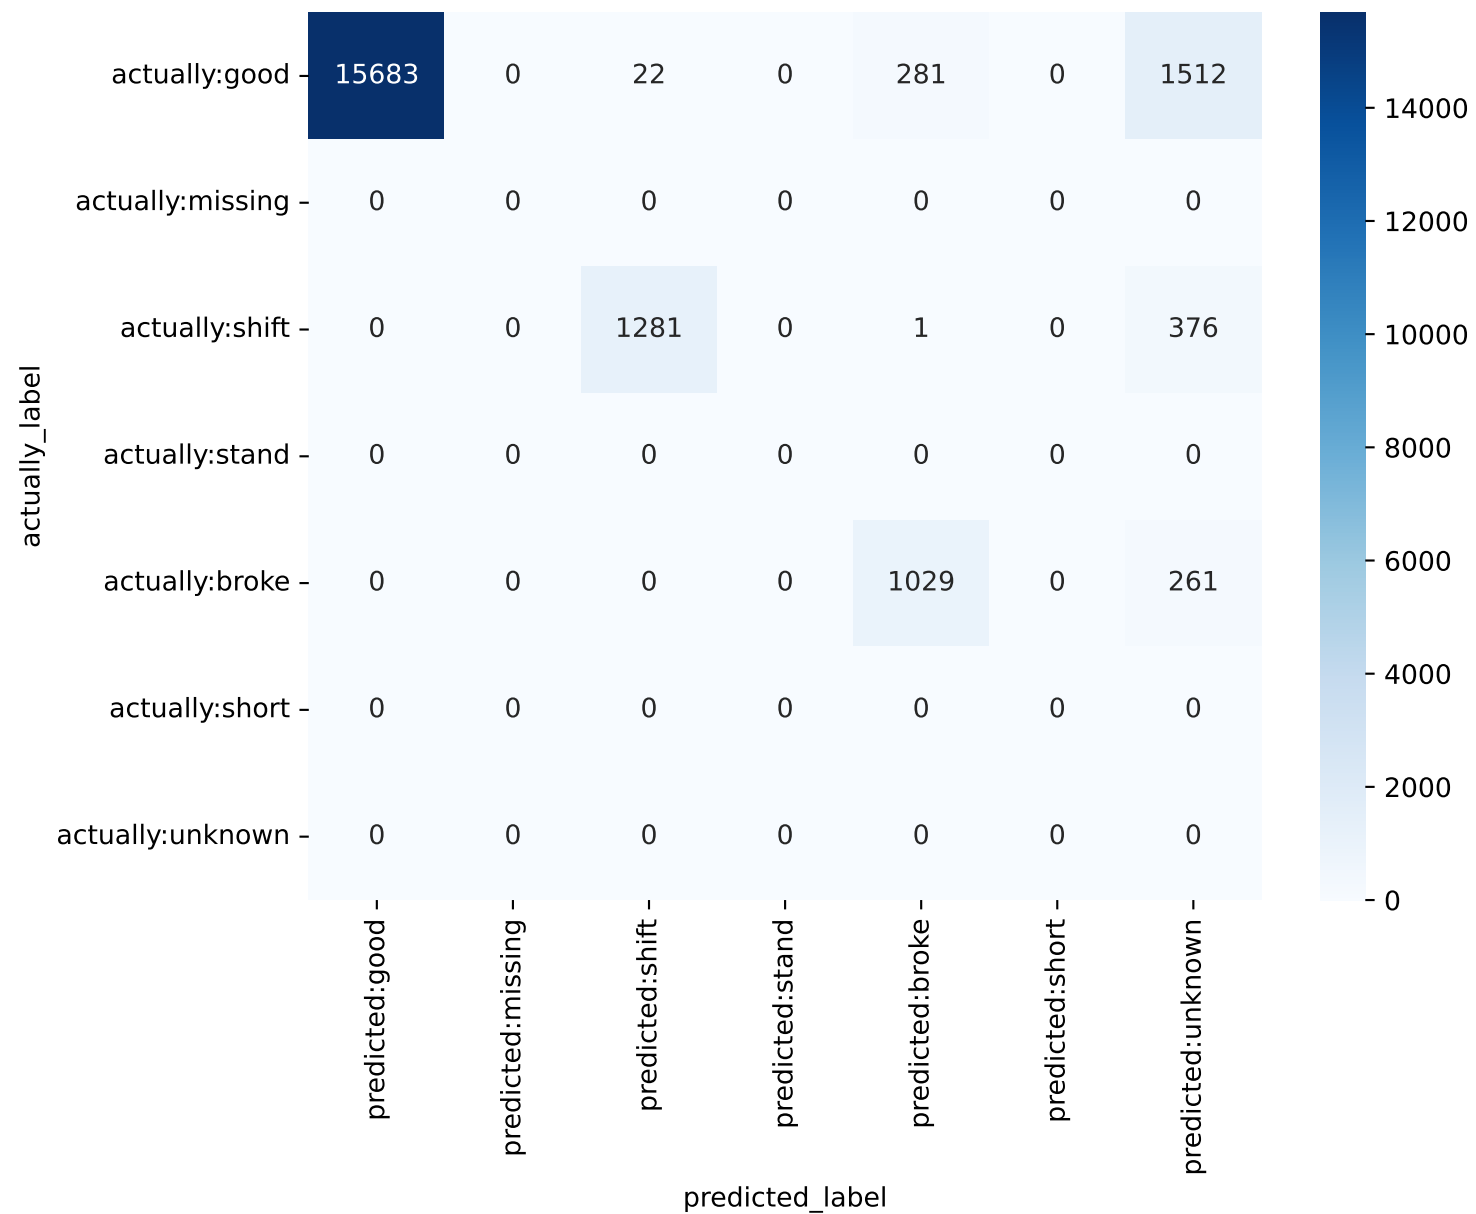 actually:good 15683 0 22 0 281 0 1512
actually:missing 0 0 0 0 0 0 0
actually:shift 0 0 1281 0 1 0 376
actually:stand 0 0 0 0 0 0 0
actually:broke 0 0 0 0 1029 0 261
actually:short 0 0 0 0 0 0 0
actually:unknown 0 0 0 0 0 0 0
actually_label
predicted:good
predicted:missing
predicted:shift
predicted:stand
predicted:broke
predicted:short
predicted:unknown
predicted_label
14000
12000
10000
8000
6000
4000
2000
0